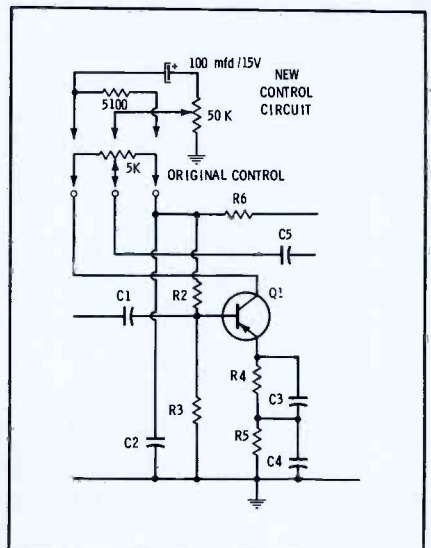 100 mfd /15V
NEW
CONTROL
CIRCUIT
5100
50 K
5K
ORIGINAL CONTROL
R6
C5
R2
Q1
C1
R4
C3
R3
R5
C2
C4